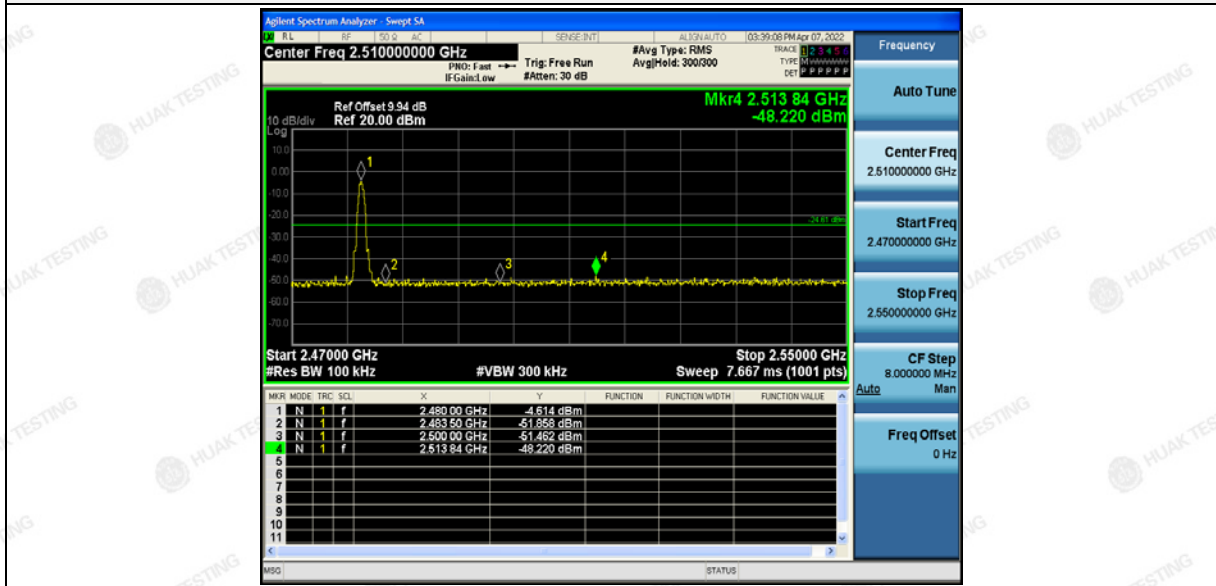 Agilent Spectrum Analyzer - Swept SA
RL RF 50 Ω AC SENSE:INT ALIGN AUTO 03:39:08 PM Apr 07, 2022
Center Freq 2.510000000 GHz
PNO: Fast
IFGain:Low
Trig: Free Run
#Atten: 30 dB
#Avg Type: RMS
Avg|Hold: 300/300
TRACE 1 2 3 4 5 6
TYPE M WWWWW
DET P P P P P P
Frequency
Auto Tune
Center Freq
2.510000000 GHz
Start Freq
2.470000000 GHz
Stop Freq
2.550000000 GHz
CF Step
8.000000 MHz
Auto Man
Freq Offset
0 Hz
Mkr4 2.513 84 GHz
-48.220 dBm
Ref Offset 9.94 dB
10 dB/div Ref 20.00 dBm
Log
10.0
0.00
-10.0
-20.0
-30.0
-40.0
-50.0
-60.0
-70.0
1
2
3
4
-24.61 dBm
Start 2.47000 GHz Stop 2.55000 GHz
#Res BW 100 kHz #VBW 300 kHz Sweep 7.667 ms (1001 pts)
MKR MODE TRC SCL X Y FUNCTION FUNCTION WIDTH FUNCTION VALUE
1 N 1 f 2.480 00 GHz -4.614 dBm
2 N 1 f 2.483 50 GHz -51.858 dBm
3 N 1 f 2.500 00 GHz -51.462 dBm
4 N 1 f 2.513 84 GHz -48.220 dBm
5
6
7
8
9
10
11
MSG STATUS
HUAK TESTING
HUAK TESTING
HUAK TESTING
HUAK TESTING
HUAK TESTING